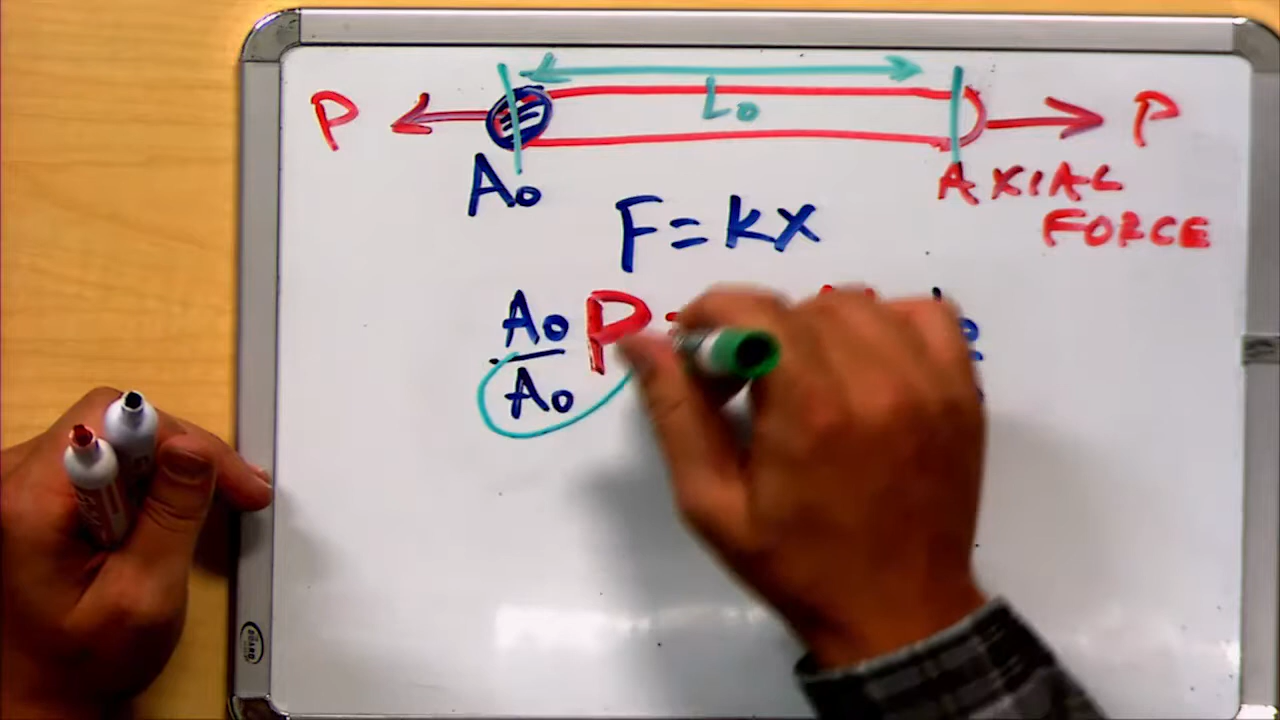 P L₀ P
A₀ AXIAL
F=kx FORCE
A₀ P =
A₀